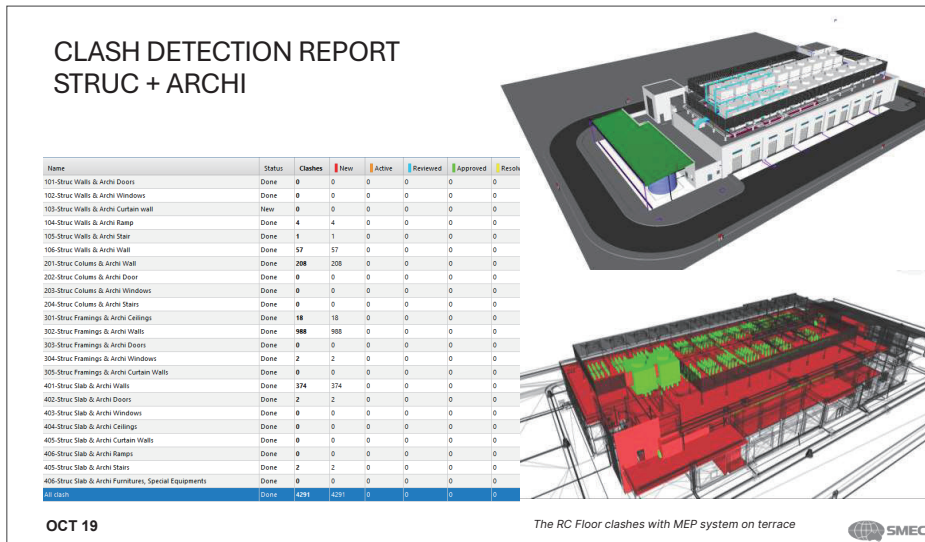 CLASH DETECTION REPORT
STRUC + ARCHI
Name Status Clashes New Active Reviewed Approved Resolv
101-Struc Walls & Archi Doors Done 0 0 0 0 0 0
102-Struc Walls & Archi Windows Done 0 0 0 0 0 0
103-Struc Walls & Archi Curtain wall New 0 0 0 0 0 0
104-Struc Walls & Archi Ramp Done 4 4 0 0 0 0
105-Struc Walls & Archi Stair Done 1 1 0 0 0 0
106-Struc Walls & Archi Wall Done 57 57 0 0 0 0
201-Struc Colums & Archi Wall Done 208 208 0 0 0 0
202-Struc Colums & Archi Door Done 0 0 0 0 0 0
203-Struc Colums & Archi Windows Done 0 0 0 0 0 0
204-Struc Colums & Archi Stairs Done 0 0 0 0 0 0
301-Struc Framings & Archi Ceilings Done 18 18 0 0 0 0
302-Struc Framings & Archi Walls Done 988 988 0 0 0 0
303-Struc Framings & Archi Doors Done 0 0 0 0 0 0
304-Struc Framings & Archi Windows Done 2 2 0 0 0 0
305-Struc Framings & Archi Curtain Walls Done 0 0 0 0 0 0
401-Struc Slab & Archi Walls Done 374 374 0 0 0 0
402-Struc Slab & Archi Doors Done 2 2 0 0 0 0
403-Struc Slab & Archi Windows Done 0 0 0 0 0 0
404-Struc Slab & Archi Ceilings Done 0 0 0 0 0 0
405-Struc Slab & Archi Curtain Walls Done 0 0 0 0 0 0
406-Struc Slab & Archi Ramps Done 0 0 0 0 0 0
405-Struc Slab & Archi Stairs Done 2 2 0 0 0 0
406-Struc Slab & Archi Furnitures, Special Equipments Done 0 0 0 0 0 0
All clash Done 4291 4291 0 0 0 0
OCT 19
The RC Floor clashes with MEP system on terrace
SMEC